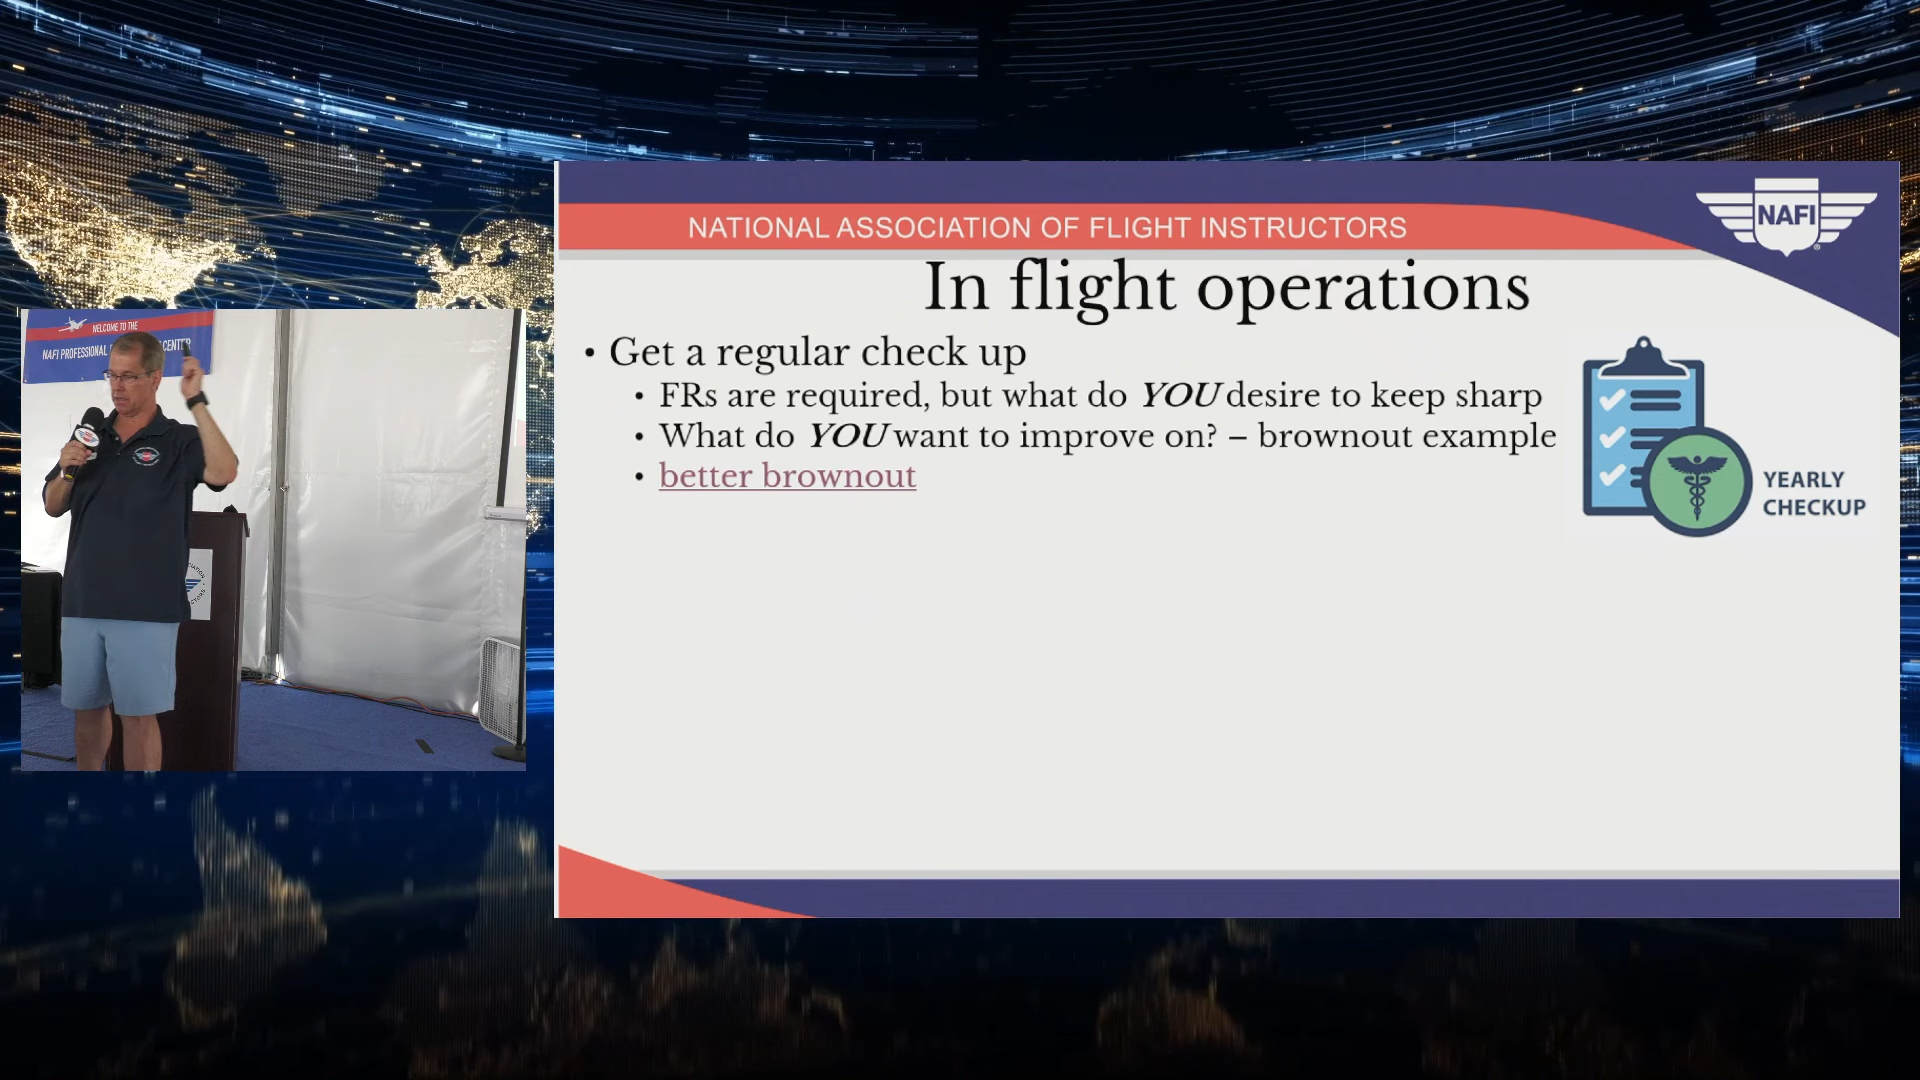 NATIONAL ASSOCIATION OF FLIGHT INSTRUCTORS
NAFI
In flight operations
• Get a regular check up
• FRs are required, but what do YOU desire to keep sharp
• What do YOU want to improve on? – brownout example
• better brownout
YEARLY
CHECKUP
WELCOME TO THE
NAFI PROFESSIONAL
CENTER